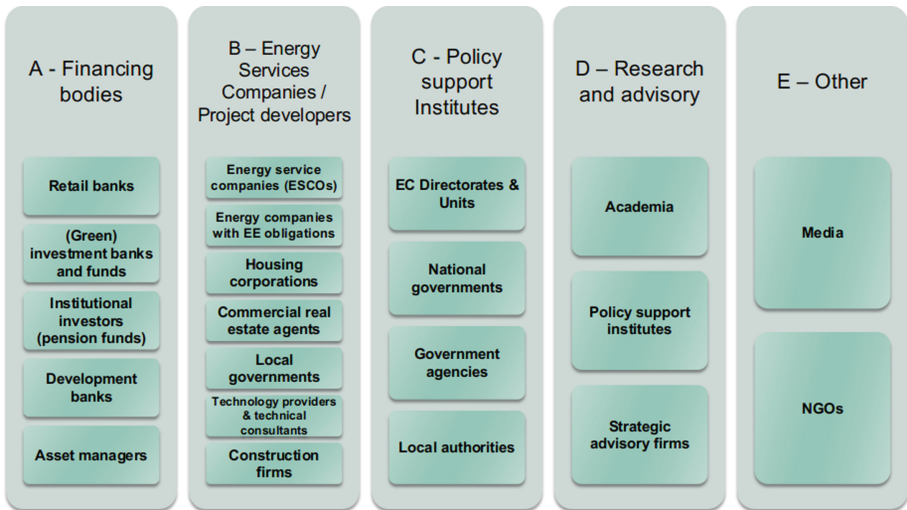 A - Financing
bodies
Retail banks
(Green)
investment banks
and funds
Institutional
investors
(pension funds)
Development
banks
Asset managers
B – Energy
Services
Companies /
Project developers
Energy service
companies (ESCOs)
Energy companies
with EE obligations
Housing
corporations
Commercial real
estate agents
Local
governments
Technology providers
& technical
consultants
Construction
firms
C - Policy
support
Institutes
EC Directorates &
Units
National
governments
Government
agencies
Local authorities
D – Research
and advisory
Academia
Policy support
institutes
Strategic
advisory firms
E – Other
Media
NGOs